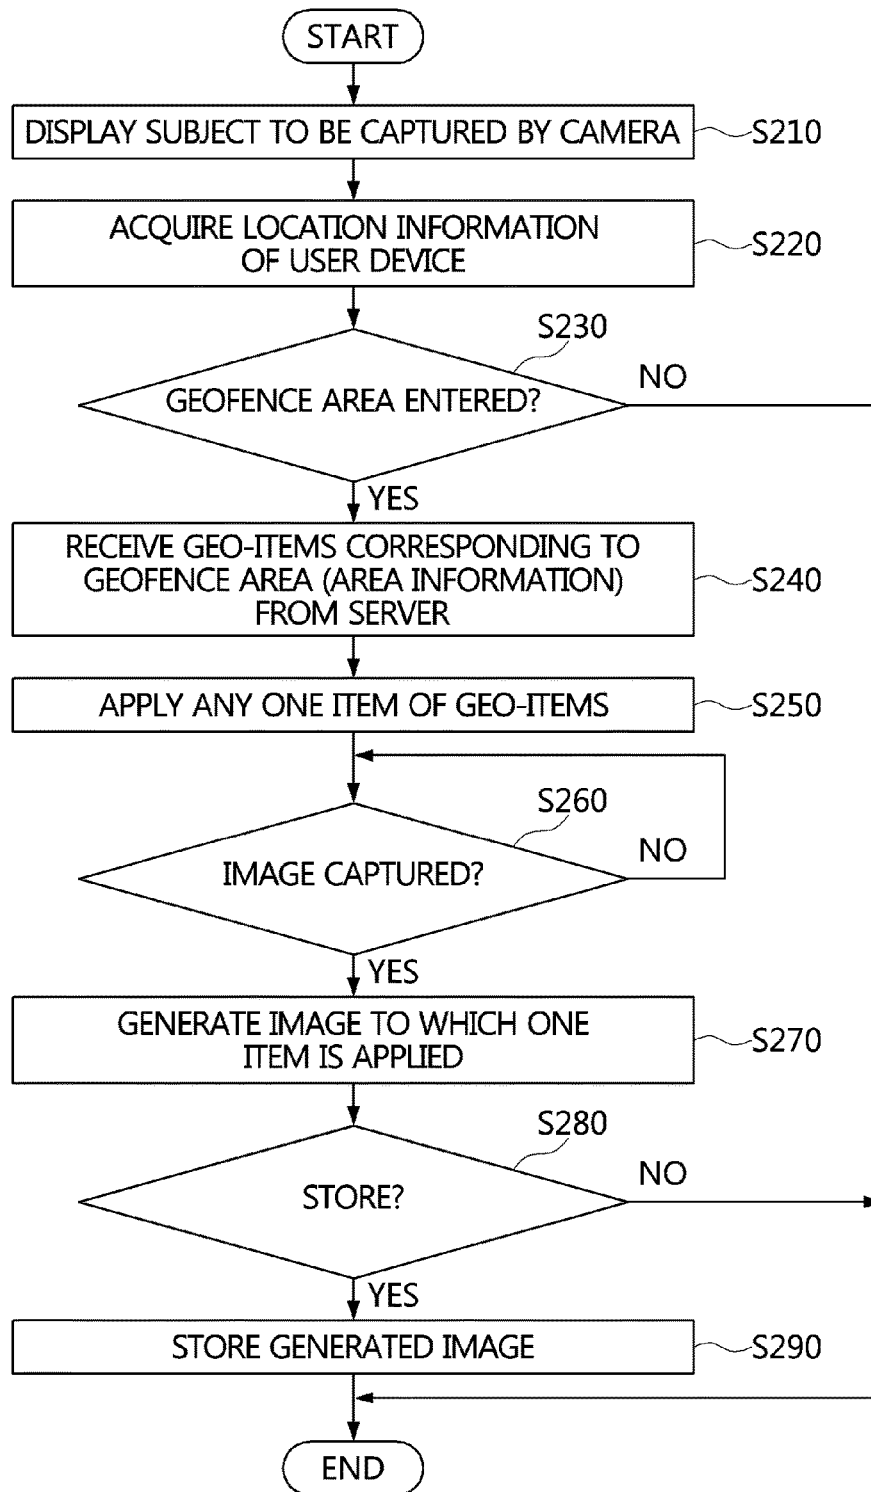 START
DISPLAY SUBJECT TO BE CAPTURED BY CAMERA
S210
ACQUIRE LOCATION INFORMATION
OF USER DEVICE
S220
S230
GEOFENCE AREA ENTERED?
NO
YES
RECEIVE GEO-ITEMS CORRESPONDING TO
GEOFENCE AREA (AREA INFORMATION)
FROM SERVER
S240
APPLY ANY ONE ITEM OF GEO-ITEMS
S250
S260
IMAGE CAPTURED?
NO
YES
GENERATE IMAGE TO WHICH ONE
ITEM IS APPLIED
S270
S280
STORE?
NO
YES
STORE GENERATED IMAGE
S290
END